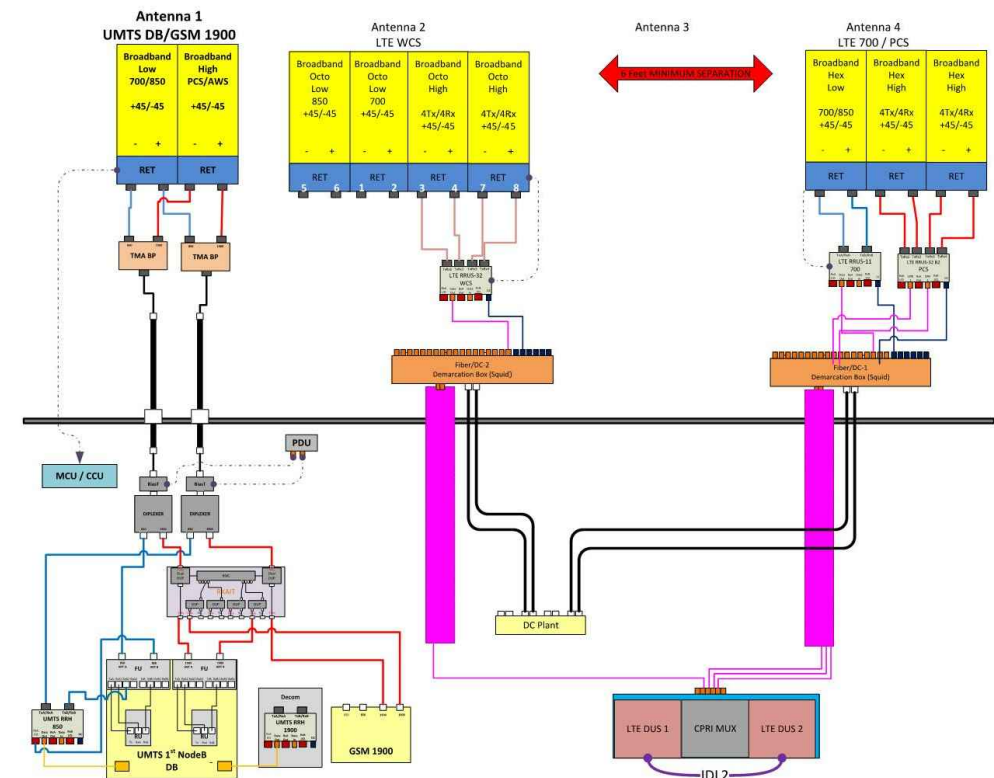 Antenna 1
UMTS DB/GSM 1900
Antenna 2
LTE WCS
Antenna 3
Antenna 4
LTE 700 / PCS
6 Feet MINIMUM SEPARATION
Broadband
Low
700/850
+45/-45
- +
Broadband
High
PCS/AWS
+45/-45
- +
RET
RET
Broadband
Octo
Low
850
+45/-45
- +
Broadband
Octo
Low
700
+45/-45
- +
Broadband
Octo
High
4Tx/4Rx
+45/-45
- +
Broadband
Octo
High
4Tx/4Rx
+45/-45
- +
RET
RET
RET
RET
5 6 1 2 3 4 7 8
Broadband
Hex
Low
700/850
+45/-45
- +
Broadband
Hex
High
4Tx/4Rx
+45/-45
- +
Broadband
Hex
High
4Tx/4Rx
+45/-45
- +
RET
RET
RET
TMA BP
TMA BP
LTE RRUS-32
WCS
LTE RRUS-11
700
LTE RRUS-32 B2
PCS
Fiber/DC-2
Demarcation Box (Squid)
Fiber/DC-1
Demarcation Box (Squid)
PDU
MCU / CCU
BiasT
BiasT
DIPLEXER
DIPLEXER
RXAIT
DC Plant
FU
FU
RU
RU
UMTS RRH
850
UMTS 1st NodeB
DB
Decom
UMTS RRH
1900
GSM 1900
LTE DUS 1
CPRI MUX
LTE DUS 2
IDL2